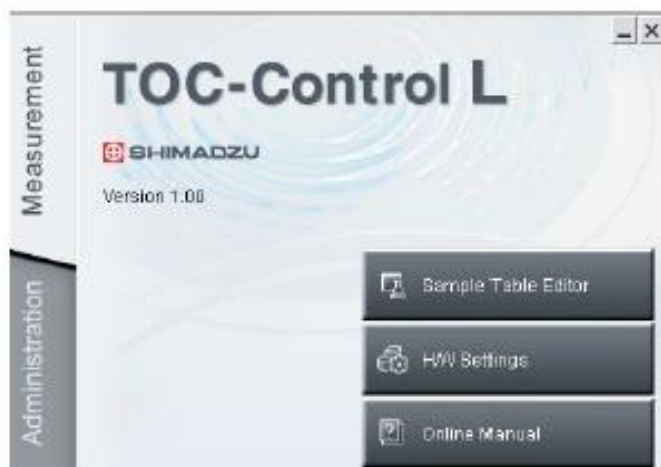 Measurement
Administration
TOC-Control L
SHIMADZU
Version 1.00
Sample Table Editor
H/W Settings
Online Manual